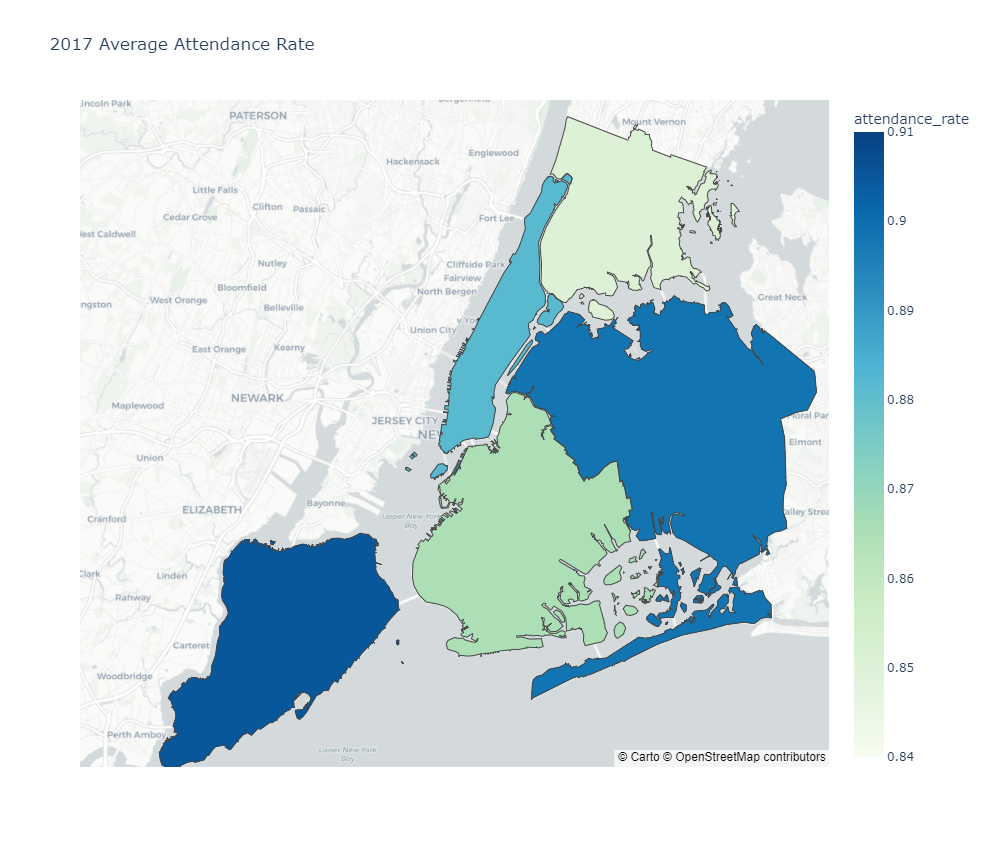 2017 Average Attendance Rate
attendance_rate
0.91
0.9
0.89
0.88
0.87
0.86
0.85
0.84
incoln Park
PATERSON
Bergenfield
Mount Vernon
Hackensack
Englewood
Little Falls
Clifton
Passaic
Cedar Grove
Fort Lee
West Caldwell
Nutley
Cliffside Park
Fairview
North Bergen
Bloomfield
West Orange
Belleville
ingston
Great Neck
Union City
East Orange
Kearny
NEWARK
Maplewood
JERSEY CITY
NEW
Floral Par
Elmont
Union
Bayonne
ELIZABETH
Cranford
Upper New York
Bay
Valley Strea
Clark
Linden
Rahway
Carteret
Woodbridge
Perth Amboy
Lower New York
Bay
© Carto © OpenStreetMap contributors